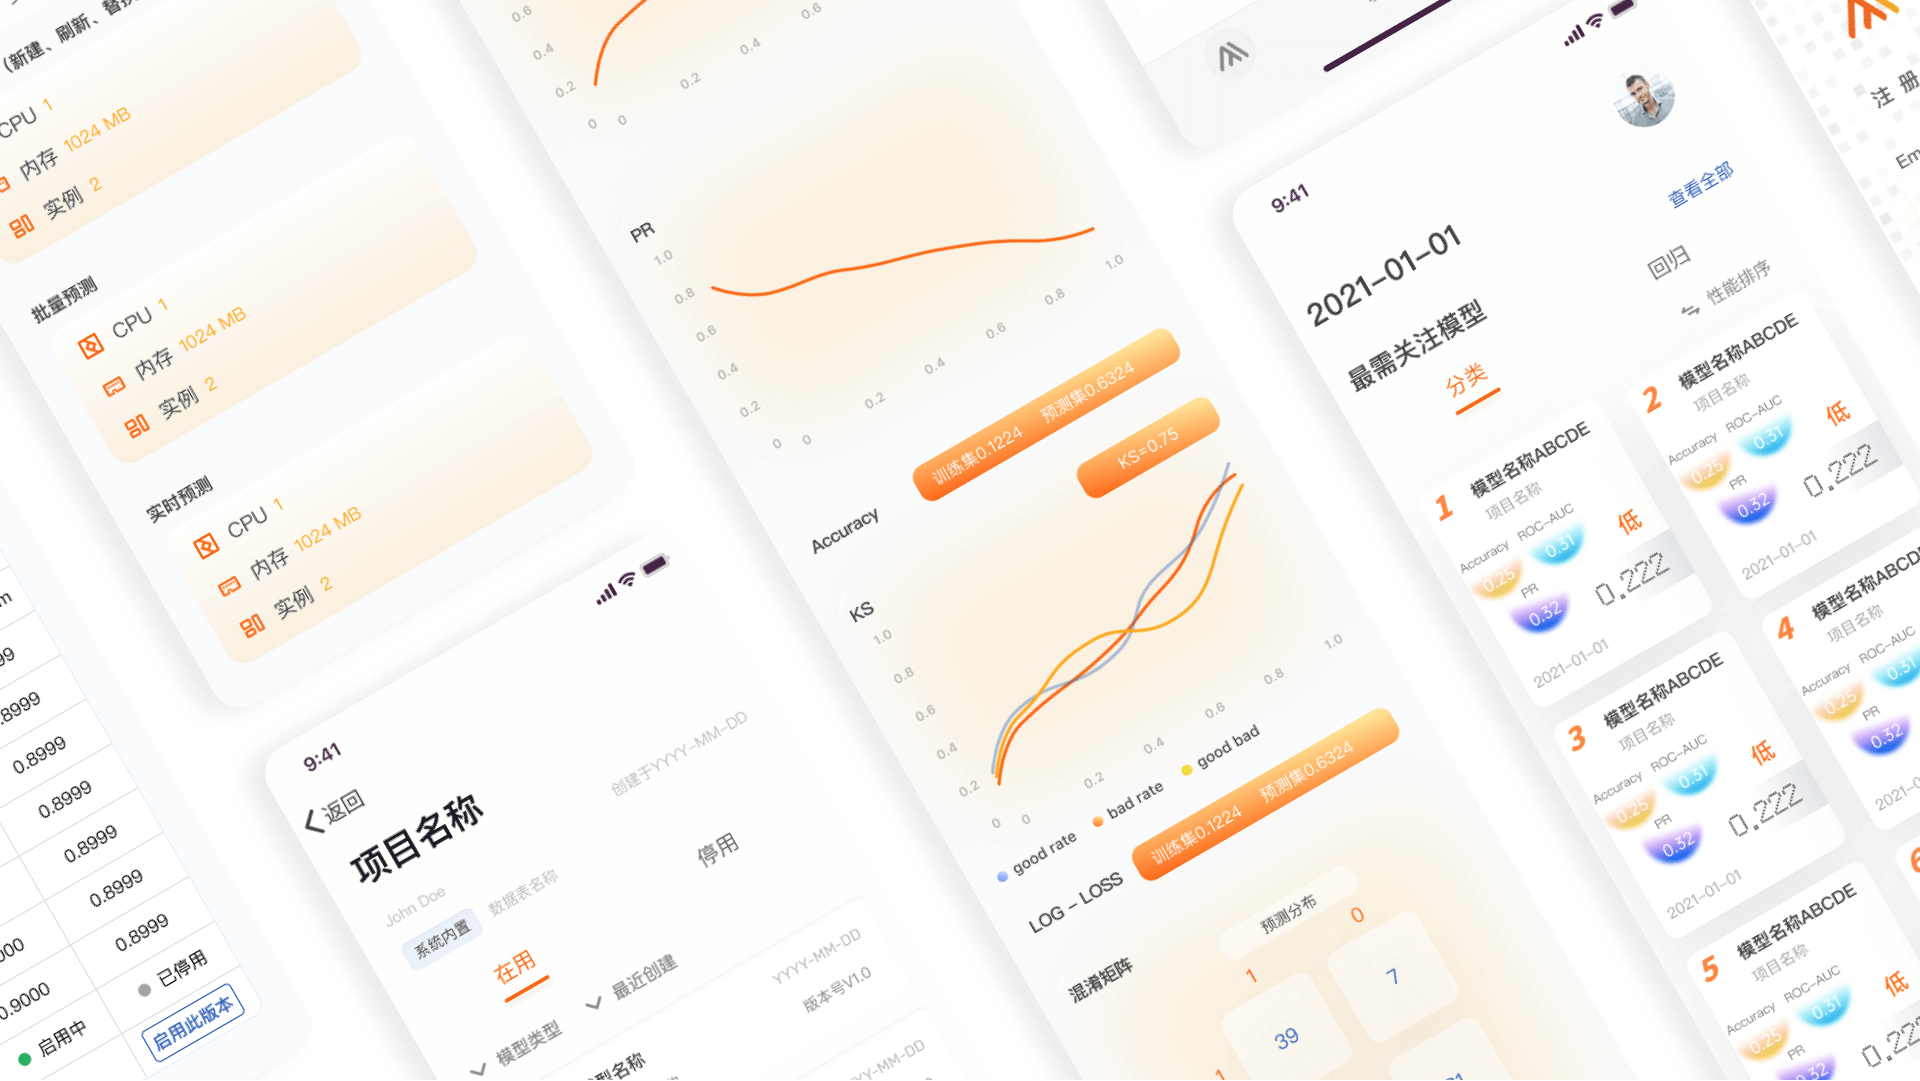 （新建、刷新、替换
CPU 1
内存 1024 MB
实例 2
批量预测
CPU 1
内存 1024 MB
实例 2
实时预测
CPU 1
内存 1024 MB
实例 2
0.8999
0.8999
0.8999
0.8999
0.8999
0.9000
启用中
已停用
启用此版本
9:41
返回
项目名称
创建于YYYY-MM-DD
John Doe
系统内置
数据表名称
在用
停用
模型类型
最近创建
YYYY-MM-DD
版本号V1.0
YY-MM-DD
0.6
0.4
0.2
0
0
0.2
0.4
0.6
PR
1.0
0.8
0.6
0.4
0.2
0
0
0.2
0.4
0.6
0.8
1.0
Accuracy
训练集0.1224 预测集0.6324
KS=0.75
KS
1.0
0.8
0.6
0.4
0.2
0
0
0.2
0.4
0.6
0.8
1.0
good rate
bad rate
good bad
LOG – LOSS
训练集0.1224 预测集0.6324
混淆矩阵
预测分布
1
0
39
7
1
9:41
2021-01-01
查看全部
最需关注模型
分类
回归
性能排序
1
模型名称ABCDE
项目名称
Accuracy
0.25
ROC-AUC
0.31
PR
0.32
低
0.222
2021-01-01
2
模型名称ABCDE
项目名称
Accuracy
0.25
ROC-AUC
0.31
PR
0.32
低
0.222
2021-01-01
3
模型名称ABCDE
项目名称
Accuracy
0.25
ROC-AUC
0.31
PR
0.32
低
0.222
2021-01-01
4
模型名称ABCDE
项目名称
Accuracy
0.25
ROC-AUC
0.31
PR
0.32
5
模型名称ABCDE
项目名称
Accuracy
0.25
ROC-AUC
0.31
PR
0.32
低
6
注 册